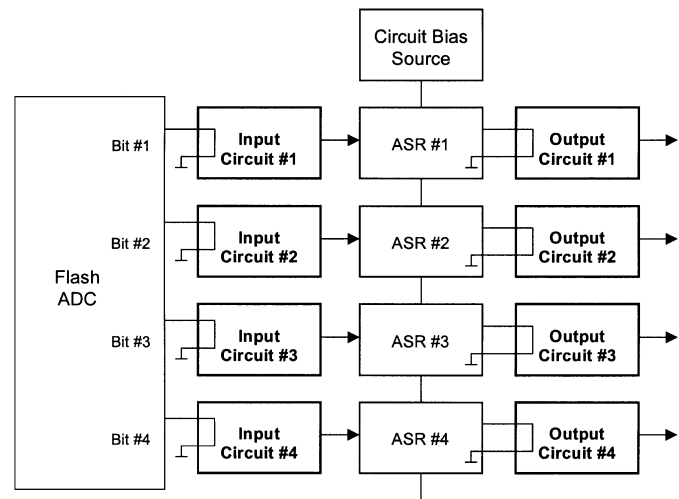 Circuit Bias
Source
Bit #1
Input
Circuit #1
ASR #1
Output
Circuit #1
Bit #2
Input
Circuit #2
ASR #2
Output
Circuit #2
Flash
ADC
Bit #3
Input
Circuit #3
ASR #3
Output
Circuit #3
Bit #4
Input
Circuit #4
ASR #4
Output
Circuit #4